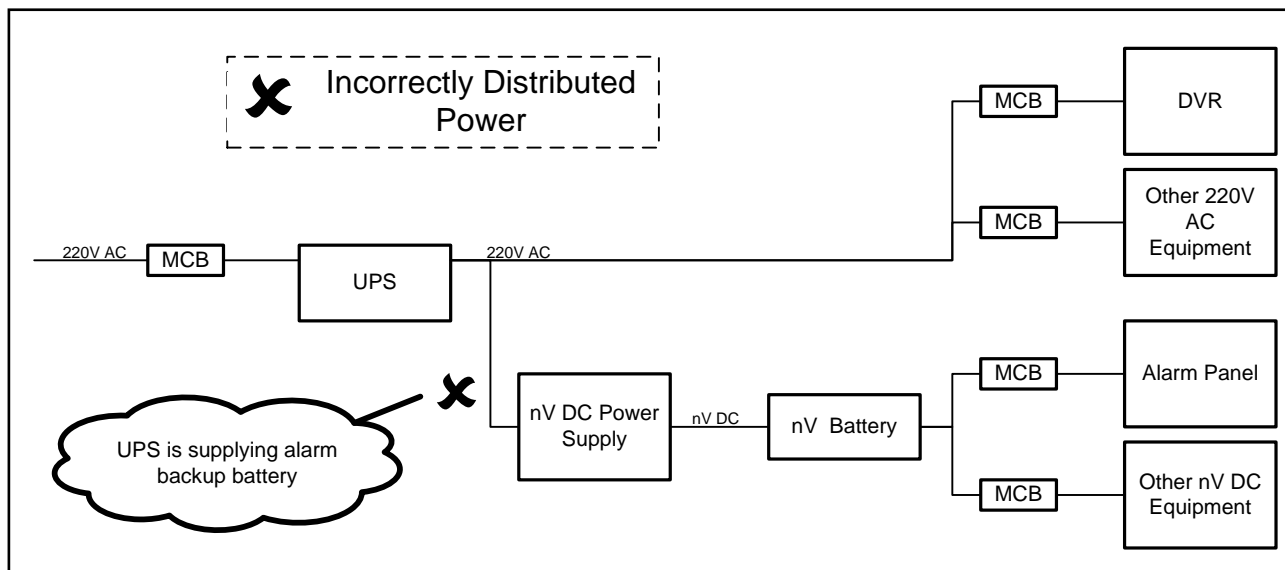 Incorrectly Distributed
Power
MCB
DVR
MCB
Other 220V
AC
Equipment
220V AC
MCB
UPS
220V AC
MCB
Alarm Panel
nV DC Power
Supply
nV DC
nV Battery
UPS is supplying alarm
backup battery
MCB
Other nV DC
Equipment